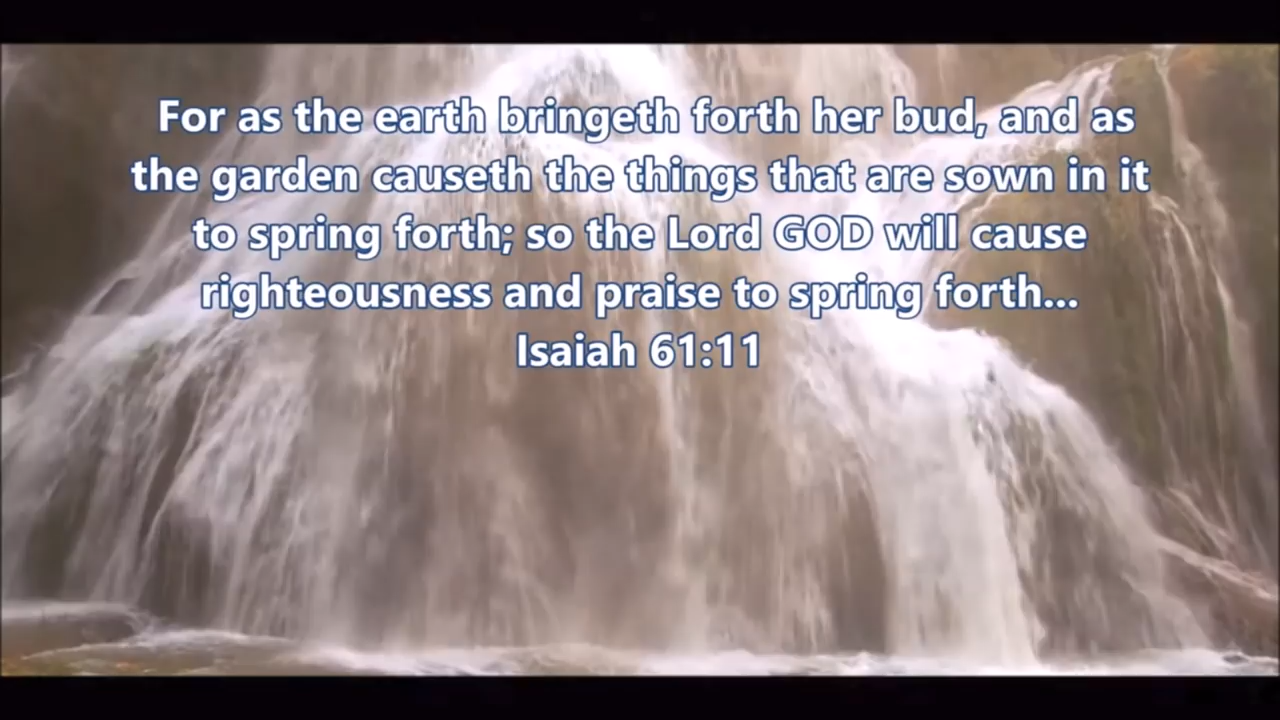 For as the earth bringeth forth her bud, and as
the garden causeth the things that are sown in it
to spring forth; so the Lord GOD will cause
righteousness and praise to spring forth...
Isaiah 61:11